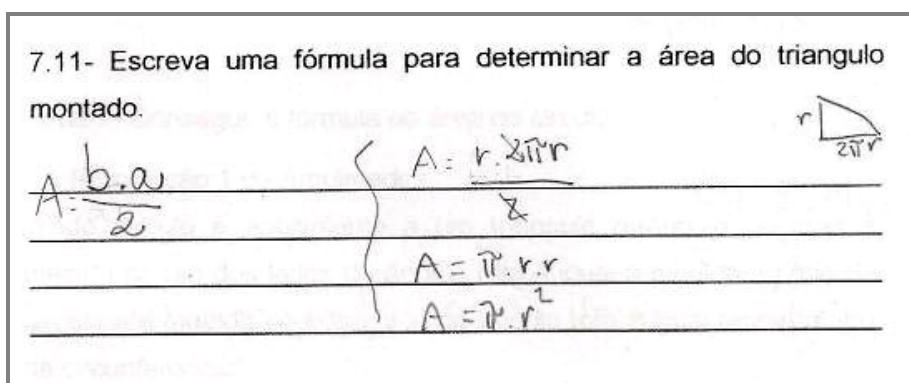 7.11- Escreva uma fórmula para determinar a área do triangulo
montado.
r
2πr
A = b.a
2
A = r.2πr
2
A = π.r.r
A = π.r²